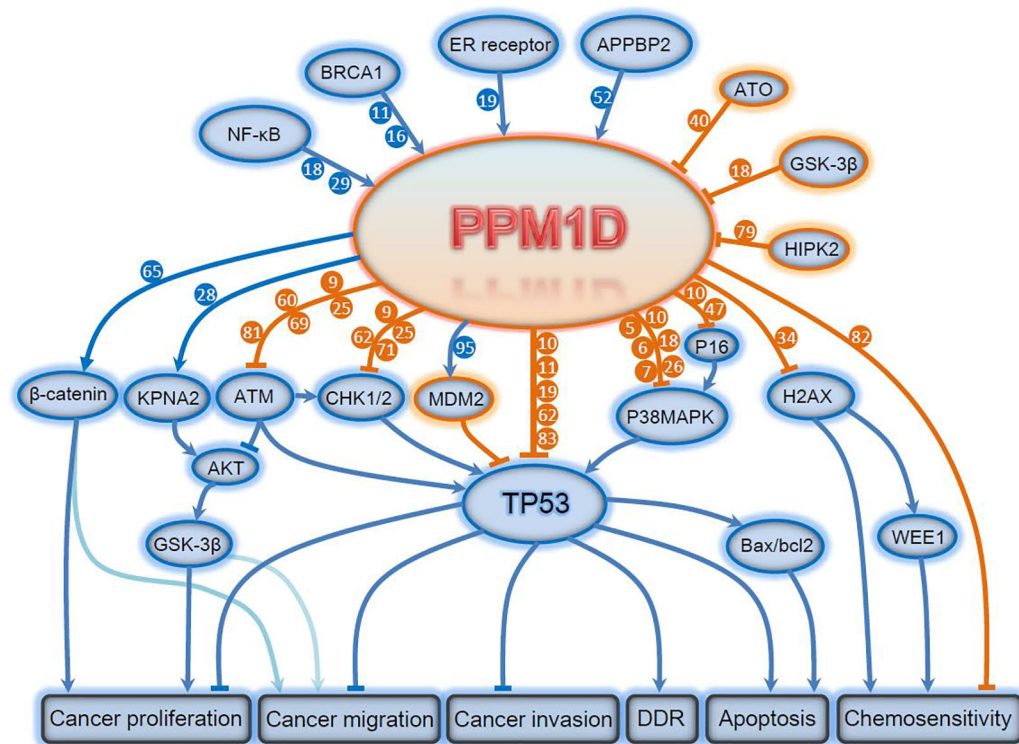 ER receptor
APPBP2
BRCA1
ATO
NF-κB
GSK-3β
HIPK2
11
16
19
52
40
18
29
18
79
PPM1D
65
28
60
9
25
69
81
9
25
62
71
95
10
11
19
62
83
5
10
6
18
7
26
10
47
34
82
P16
β-catenin
KPNA2
ATM
CHK1/2
MDM2
P38MAPK
H2AX
AKT
TP53
GSK-3β
Bax/bcl2
WEE1
Cancer proliferation
Cancer migration
Cancer invasion
DDR
Apoptosis
Chemosensitivity